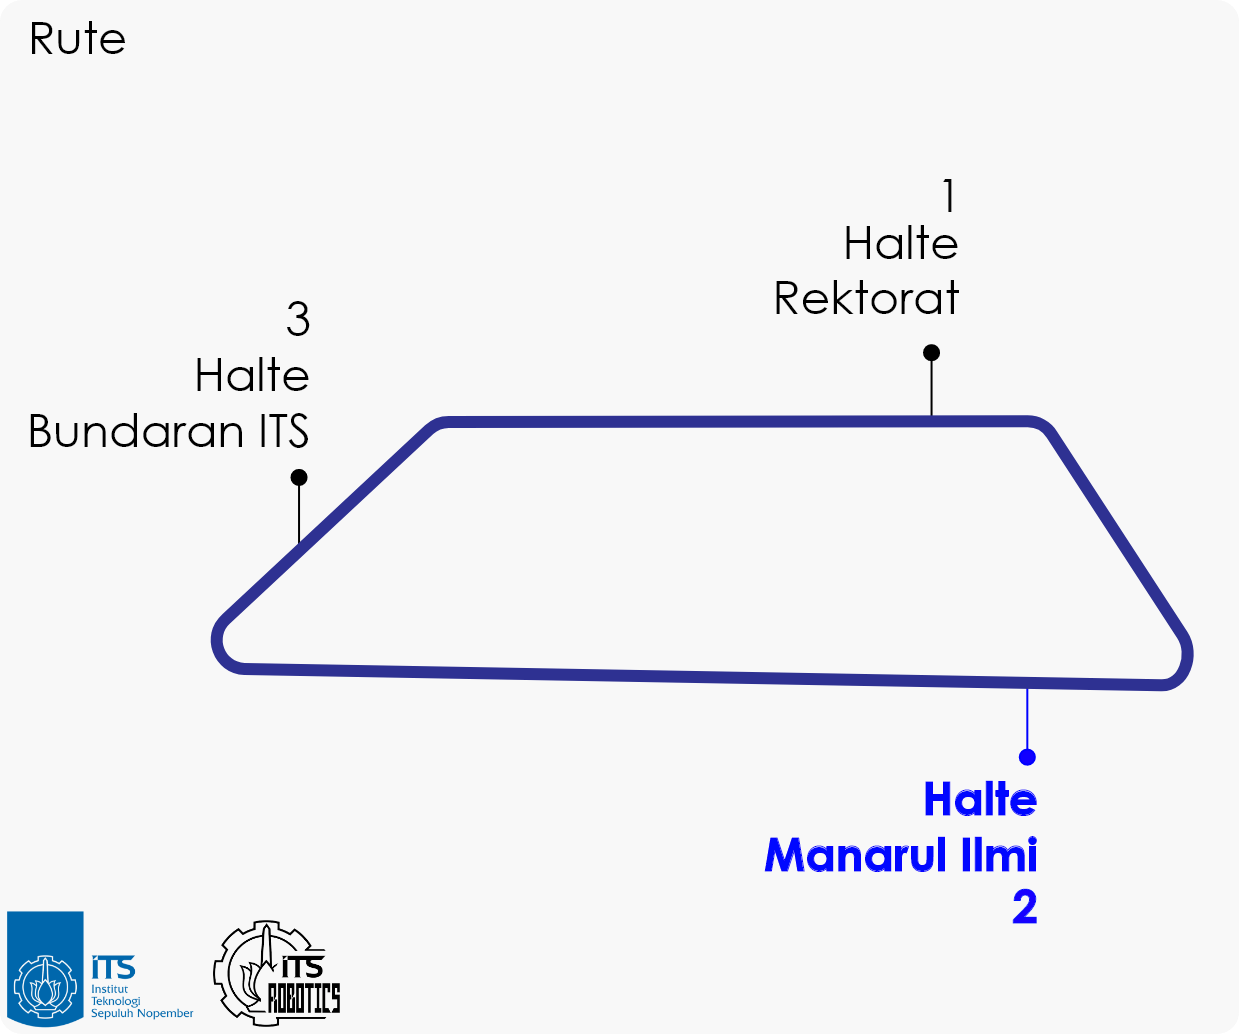 Rute
1
Halte
Rektorat
3
Halte
Bundaran ITS
Halte
Manarul Ilmi
2
iTS
Institut
Teknologi
Sepuluh Nopember
iTS
ROBOTICS